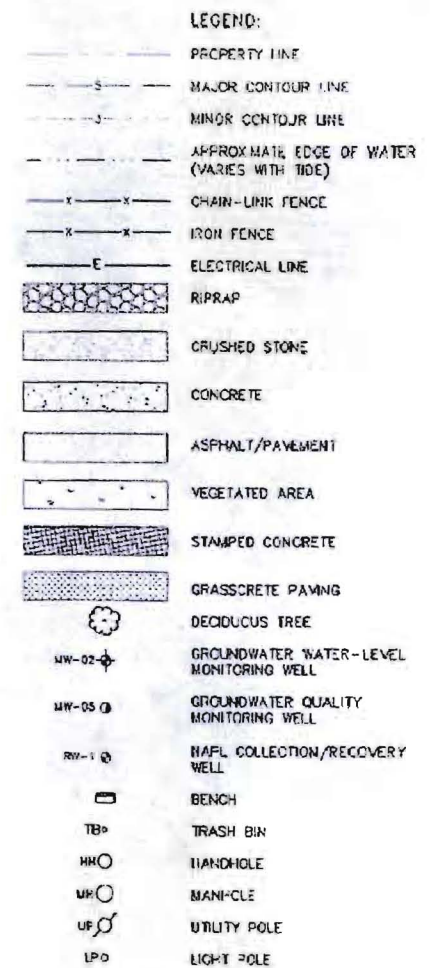 LEGEND:
PROPERTY LINE
S MAJOR CONTOUR LINE
J MINOR CONTOUR LINE
APPROXIMATE EDGE OF WATER
(VARIES WITH TIDE)
x x CHAIN-LINK FENCE
x x IRON FENCE
E ELECTRICAL LINE
RIPRAP
CRUSHED STONE
CONCRETE
ASPHALT/PAVEMENT
VEGETATED AREA
STAMPED CONCRETE
GRASSCRETE PAVING
DECIDUOUS TREE
MW-02 GROUNDWATER WATER-LEVEL
MONITORING WELL
MW-05 GROUNDWATER QUALITY
MONITORING WELL
RW-1 NAPL COLLECTION/RECOVERY
WELL
BENCH
TB TRASH BIN
HH HANDHOLE
MH MANHOLE
UP UTILITY POLE
LP LIGHT POLE